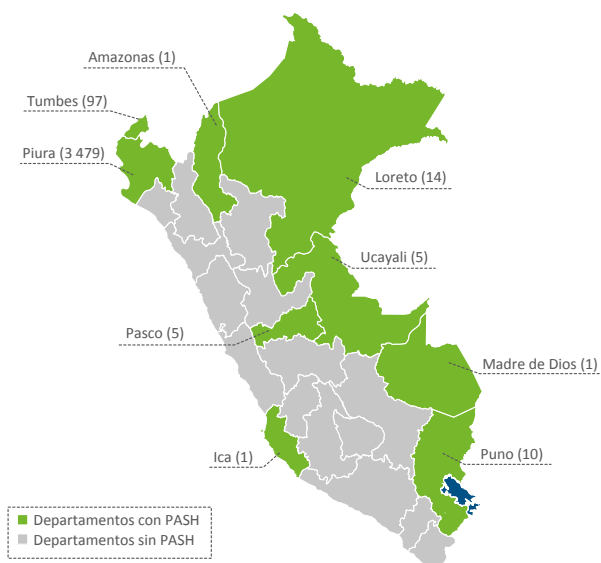 Amazonas (1)
Tumbes (97)
Piura (3 479)
Loreto (14)
Ucayali (5)
Pasco (5)
Madre de Dios (1)
Ica (1)
Puno (10)
Departamentos con PASH
Departamentos sin PASH